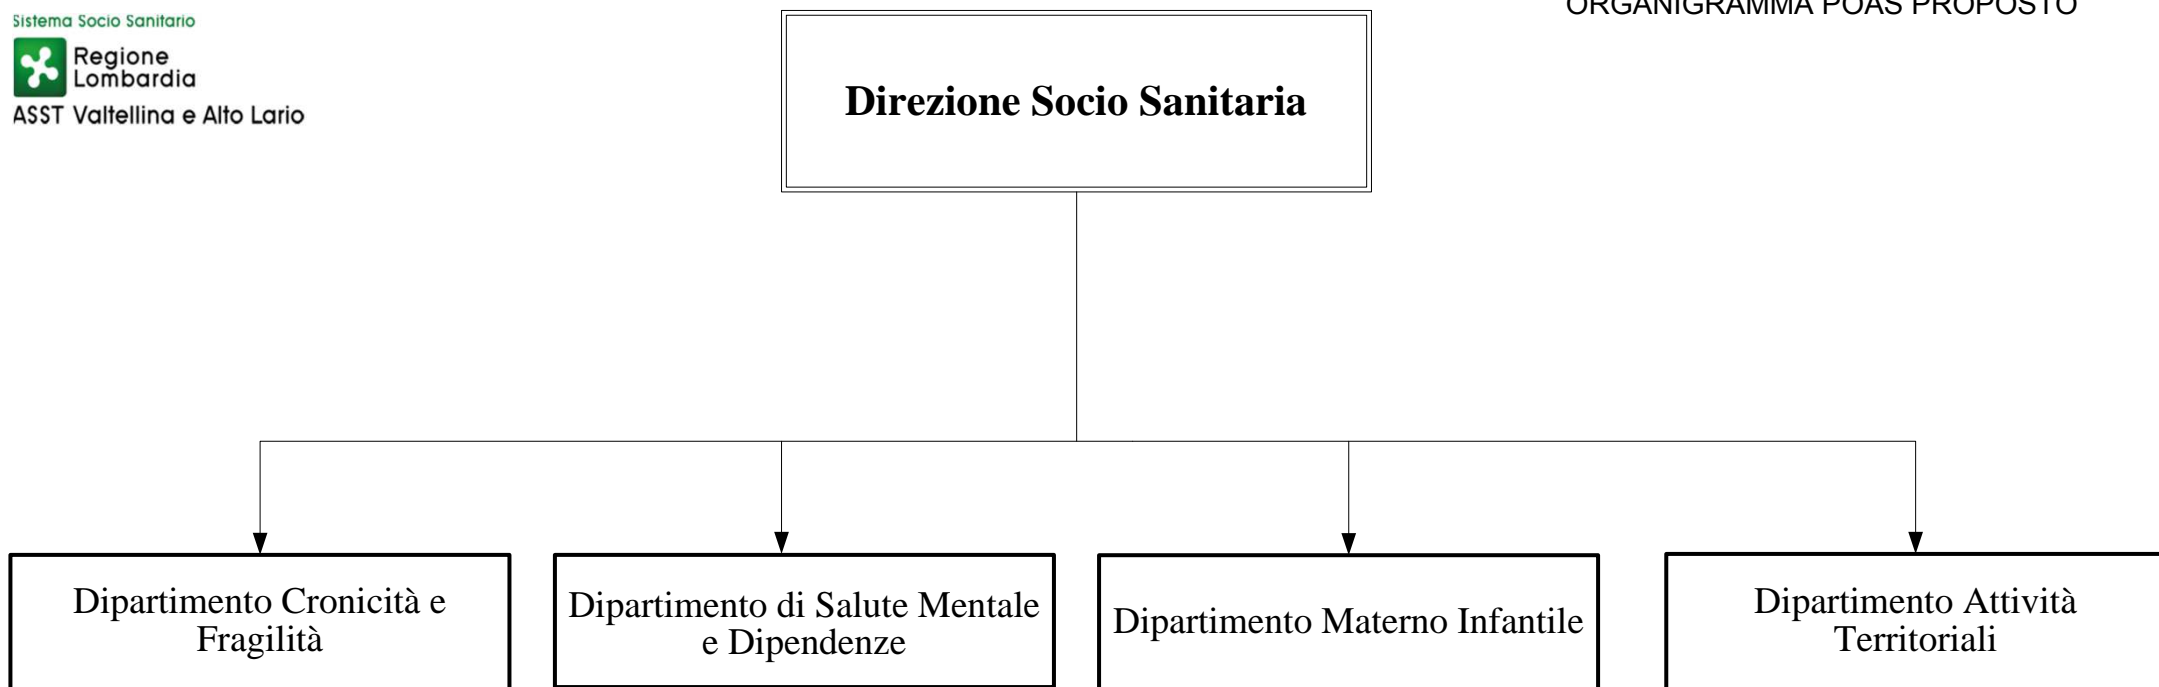 Sistema Socio Sanitario
Regione
Lombardia
ASST Valtellina e Alto Lario
ORGANIGRAMMA POAS PROPOSTO
Direzione Socio Sanitaria
Dipartimento Cronicità e
Fragilità
Dipartimento di Salute Mentale
e Dipendenze
Dipartimento Materno Infantile
Dipartimento Attività
Territoriali